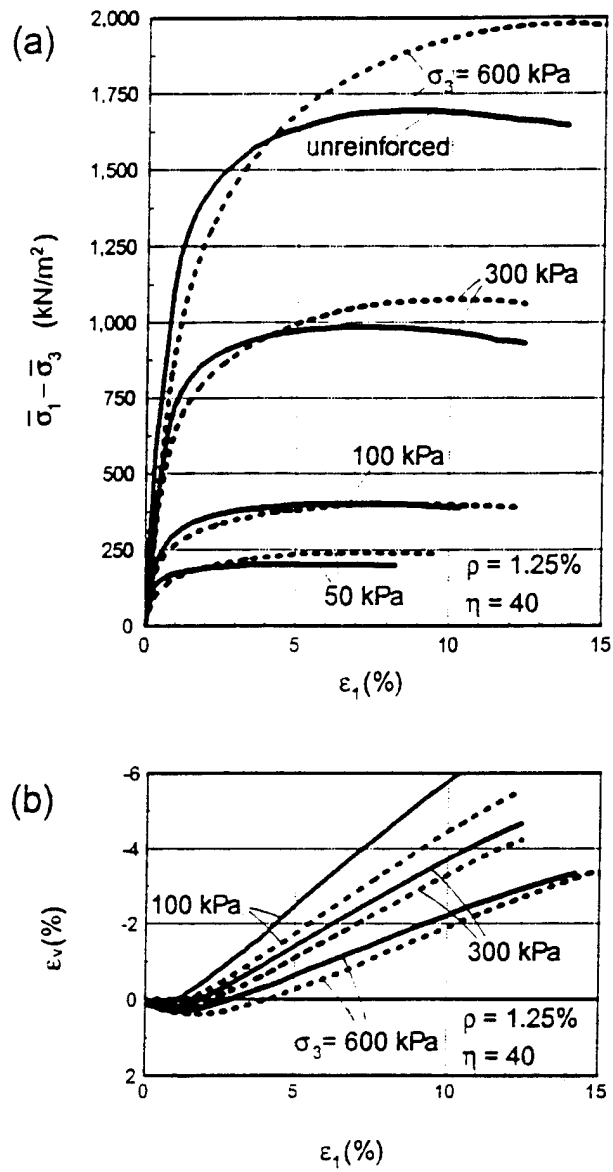 (a)
2,000
1,750
1,500
1,250
1,000
750
500
250
0
σ̄₁ − σ̄₃ (kN/m²)
σ₃= 600 kPa
unreinforced
300 kPa
100 kPa
50 kPa
ρ = 1.25%
η = 40
0 5 10 15
ε₁(%)
(b)
-6
-4
-2
0
2
εᵥ(%)
100 kPa
300 kPa
σ₃= 600 kPa
ρ = 1.25%
η = 40
0 5 10 15
ε₁(%)